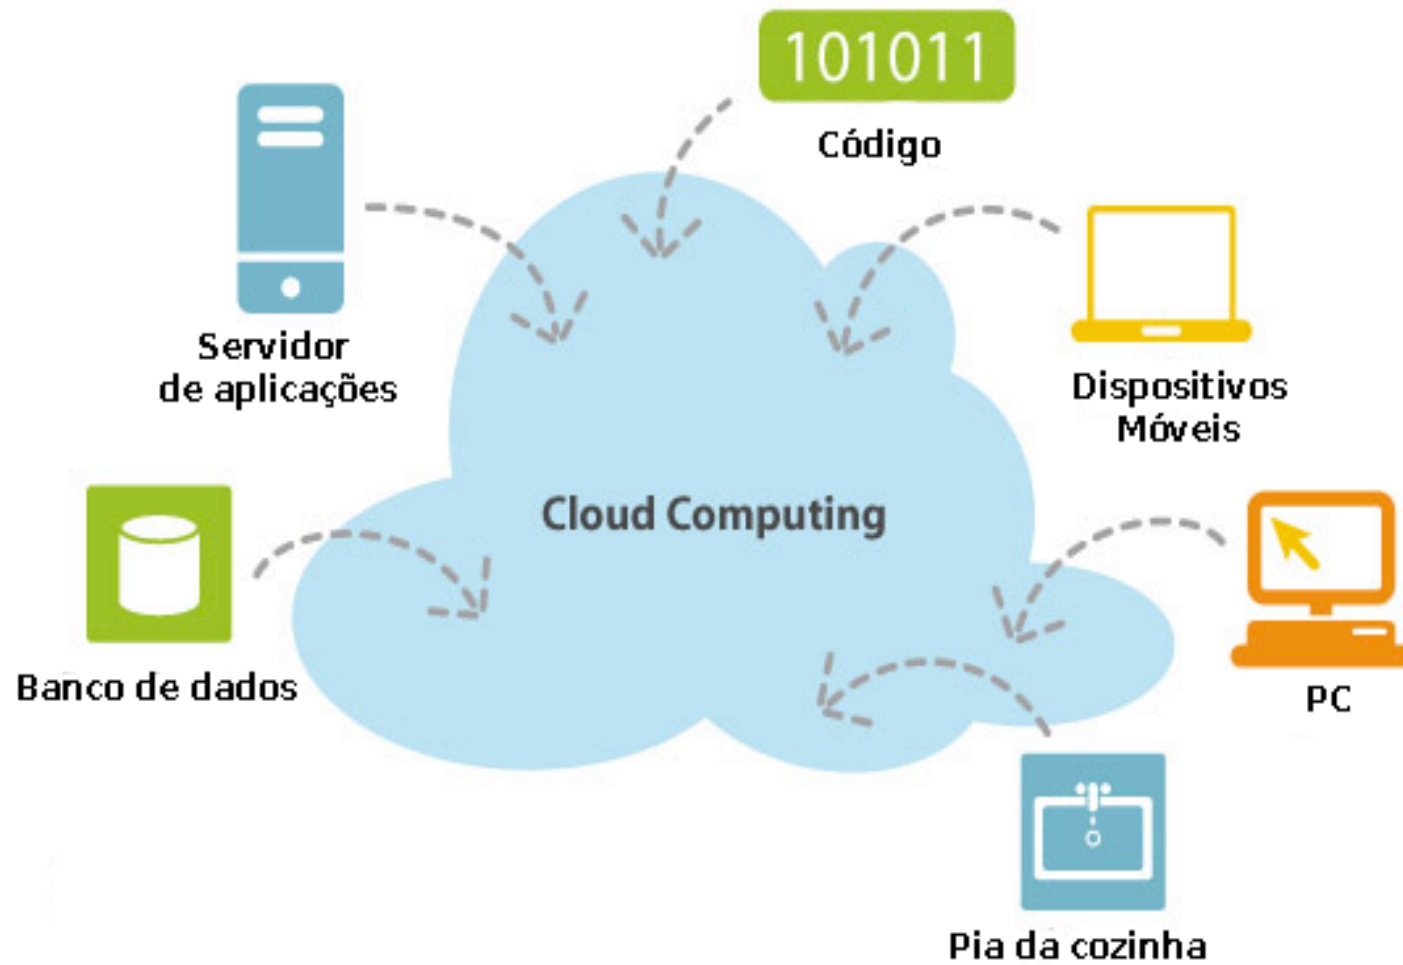 101011
Código
Servidor
de aplicações
Dispositivos
Móveis
Cloud Computing
Banco de dados
PC
Pia da cozinha